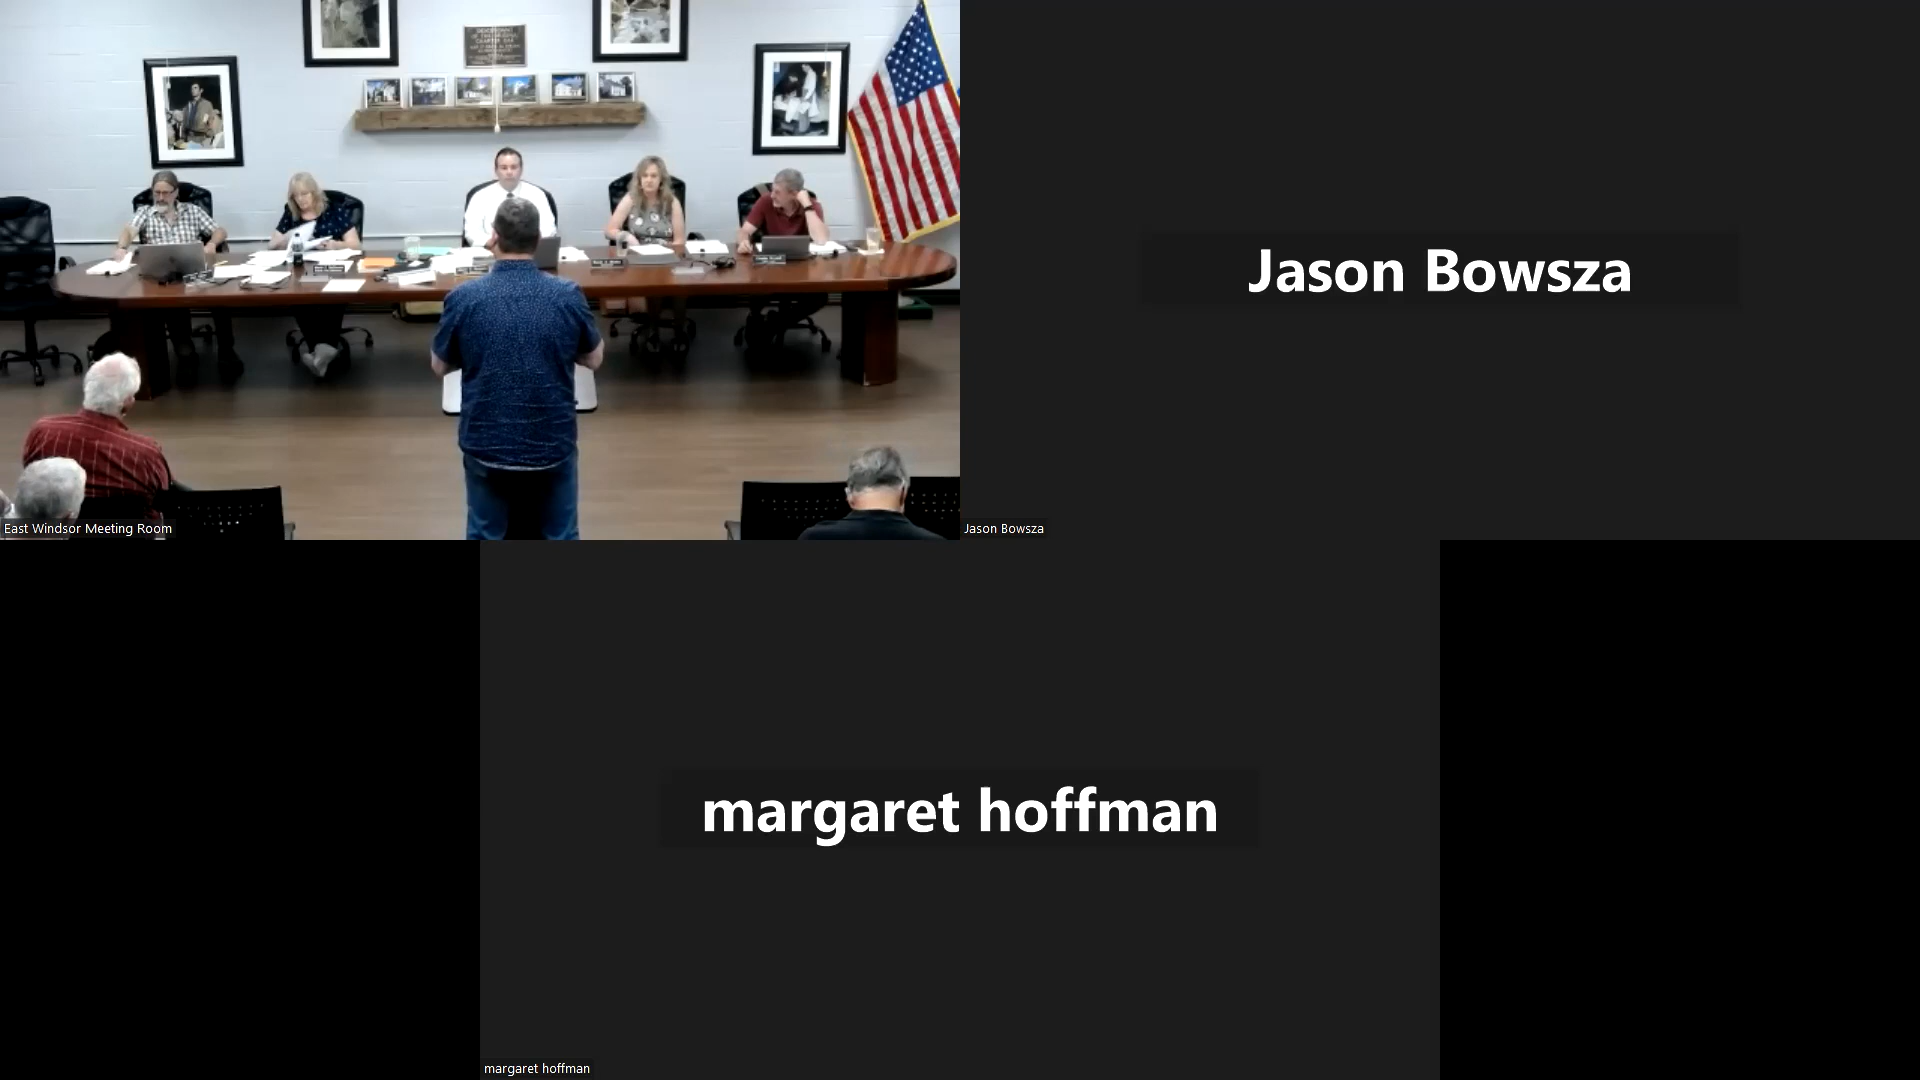 East Windsor Meeting Room
Jason Bowsza
Jason Bowsza
margaret hoffman
margaret hoffman